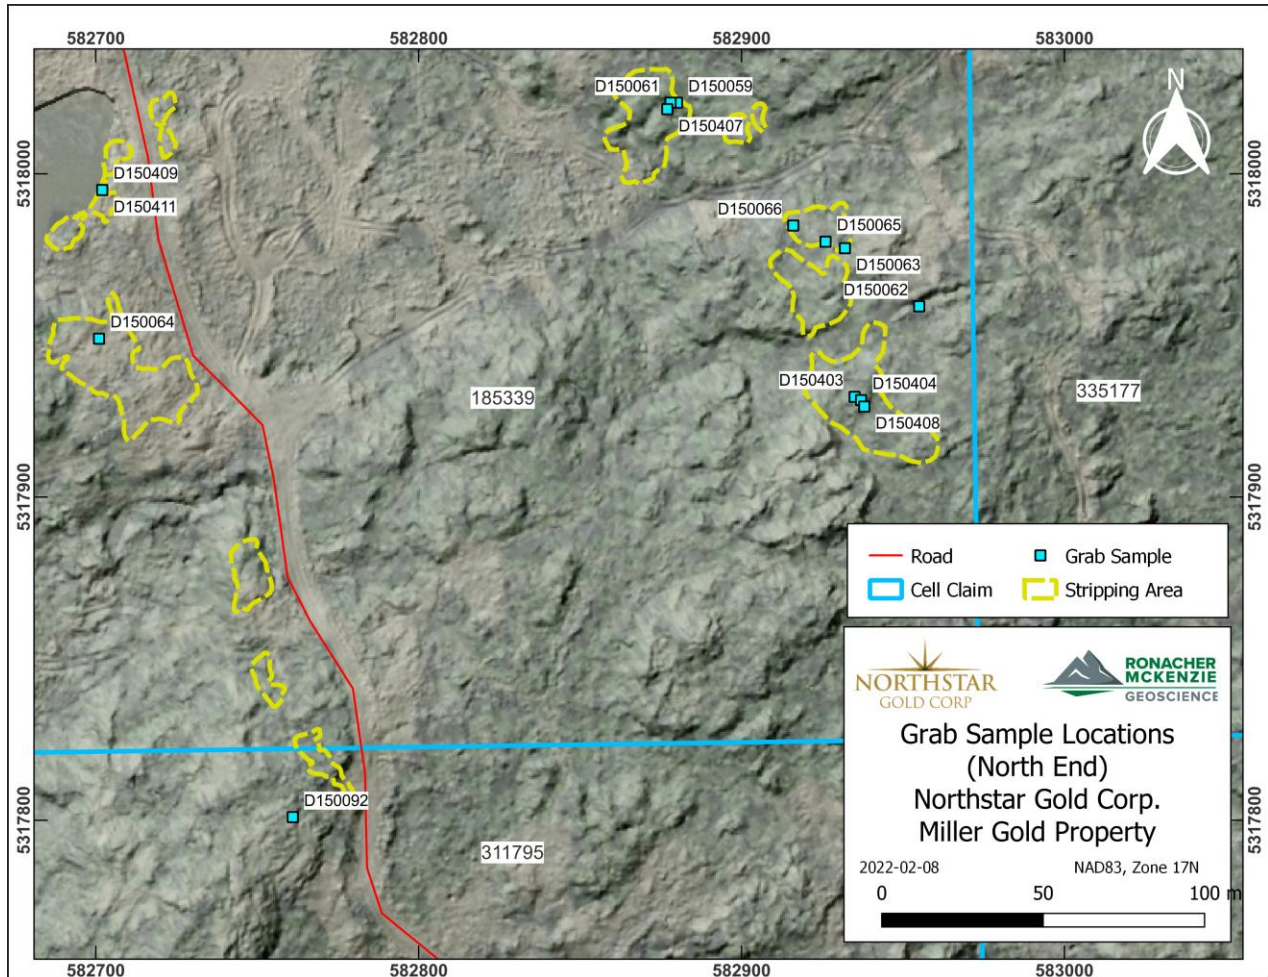 582700
582800
582900
583000
N
D150061
D150059
D150407
5318000
5318000
D150409
D150411
D150066
D150065
D150063
D150062
D150064
D150403
D150404
D150408
185339
335177
5317900
5317900
Road
Grab Sample
Cell Claim
Stripping Area
NORTHSTAR
GOLD CORP
RONACHER
MCKENZIE
GEOSCIENCE
Grab Sample Locations
(North End)
Northstar Gold Corp.
Miller Gold Property
2022-02-08
NAD83, Zone 17N
0
50
100 m
D150092
5317800
5317800
311795
582700
582800
582900
583000